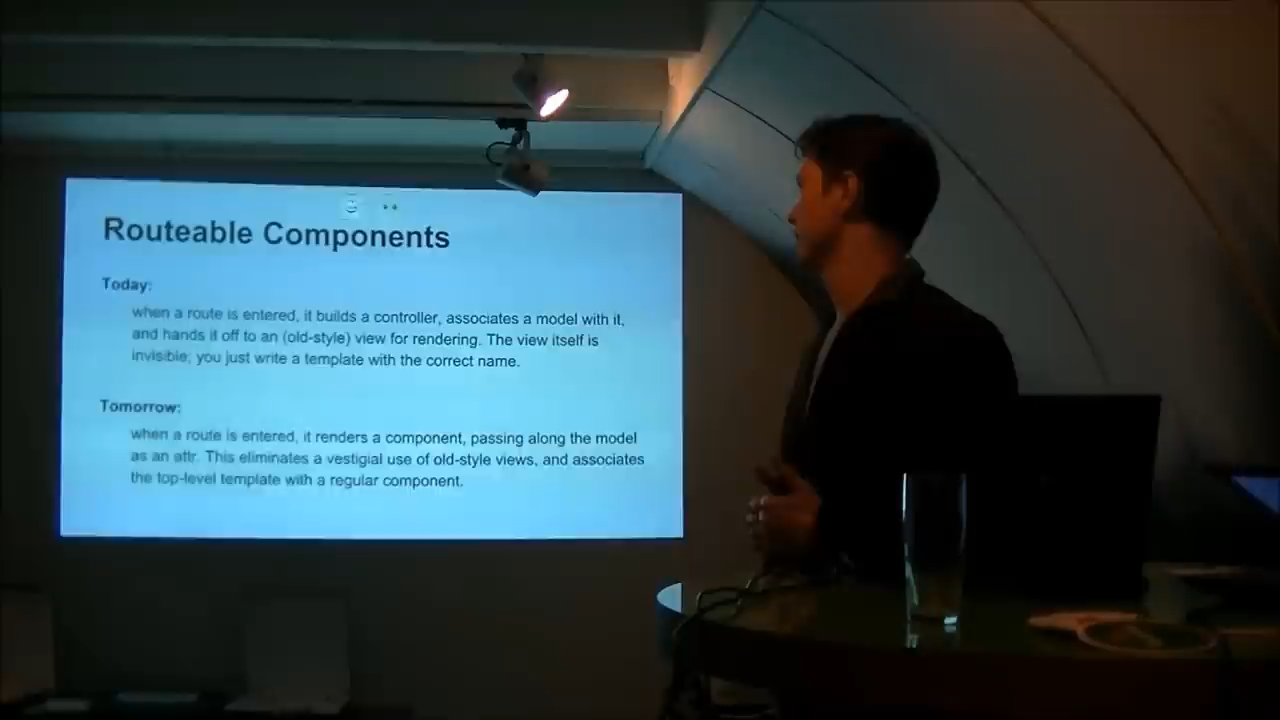 Routeable Components
Today:
when a route is entered, it builds a controller, associates a model with it,
and hands it off to an (old-style) view for rendering. The view itself is
invisible; you just write a template with the correct name.
Tomorrow:
when a route is entered, it renders a component, passing along the model
as an attr. This eliminates a vestigial use of old-style views, and associates
the top-level template with a regular component.